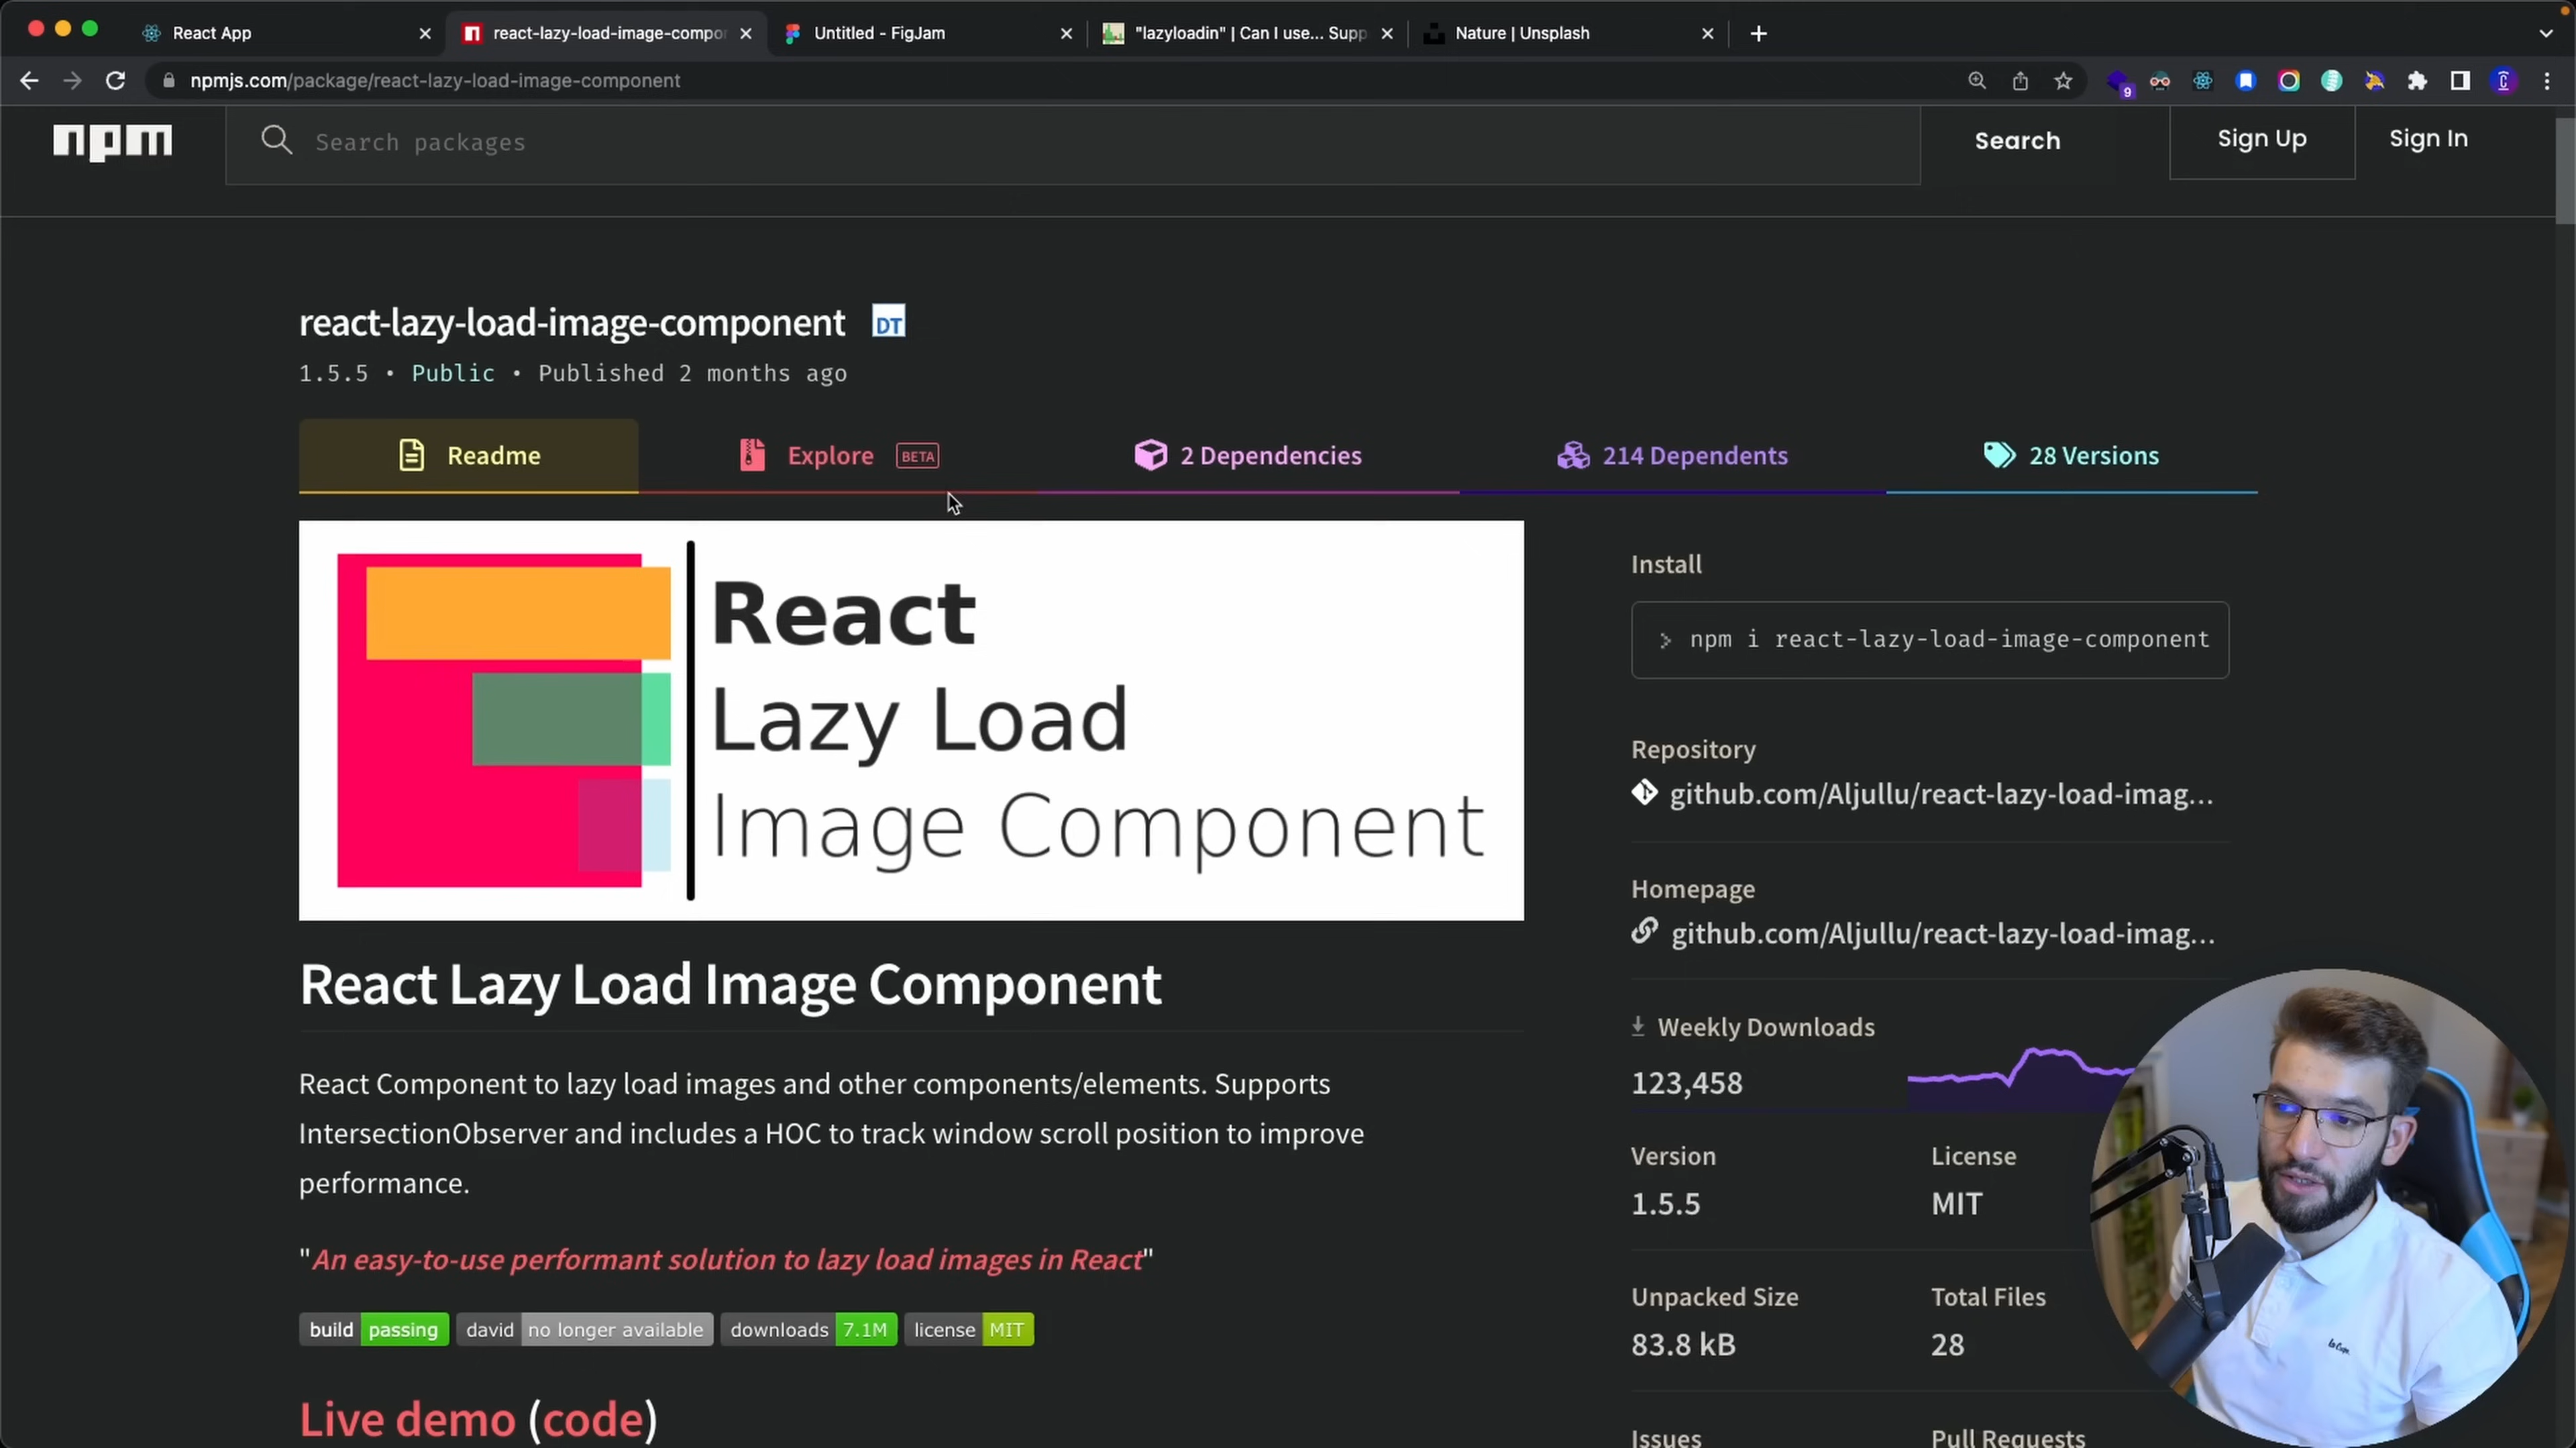 React App
react-lazy-load-image-compo
Untitled - FigJam
"lazyloadin" | Can I use... Supp
Nature | Unsplash
npmjs.com/package/react-lazy-load-image-component
9
npm
Search packages
Search
Sign Up
Sign In
react-lazy-load-image-component
DT
1.5.5 • Public • Published 2 months ago
Readme
Explore BETA
2 Dependencies
214 Dependents
28 Versions
React
Lazy Load
Image Component
Install
> npm i react-lazy-load-image-component
Repository
github.com/Aljullu/react-lazy-load-imag...
Homepage
github.com/Aljullu/react-lazy-load-imag...
React Lazy Load Image Component
React Component to lazy load images and other components/elements. Supports
IntersectionObserver and includes a HOC to track window scroll position to improve
performance.
"An easy-to-use performant solution to lazy load images in React"
build passing
david no longer available
downloads 7.1M
license MIT
Live demo (code)
Weekly Downloads
123,458
Version
License
1.5.5
MIT
Unpacked Size
Total Files
83.8 kB
28
Issues
Pull Requests